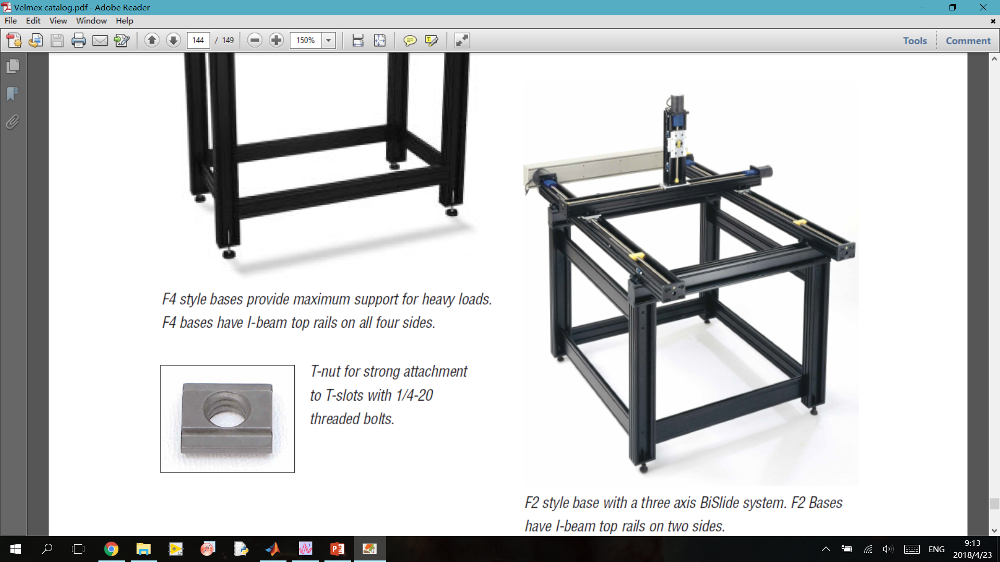 Velmex catalog.pdf - Adobe Reader
File Edit View Window Help
144 / 149 150% Tools Comment
F4 style bases provide maximum support for heavy loads.
F4 bases have I-beam top rails on all four sides.
T-nut for strong attachment
to T-slots with 1/4-20
threaded bolts.
F2 style base with a three axis BiSlide system. F2 Bases
have I-beam top rails on two sides.
ENG
9:13
2018/4/23